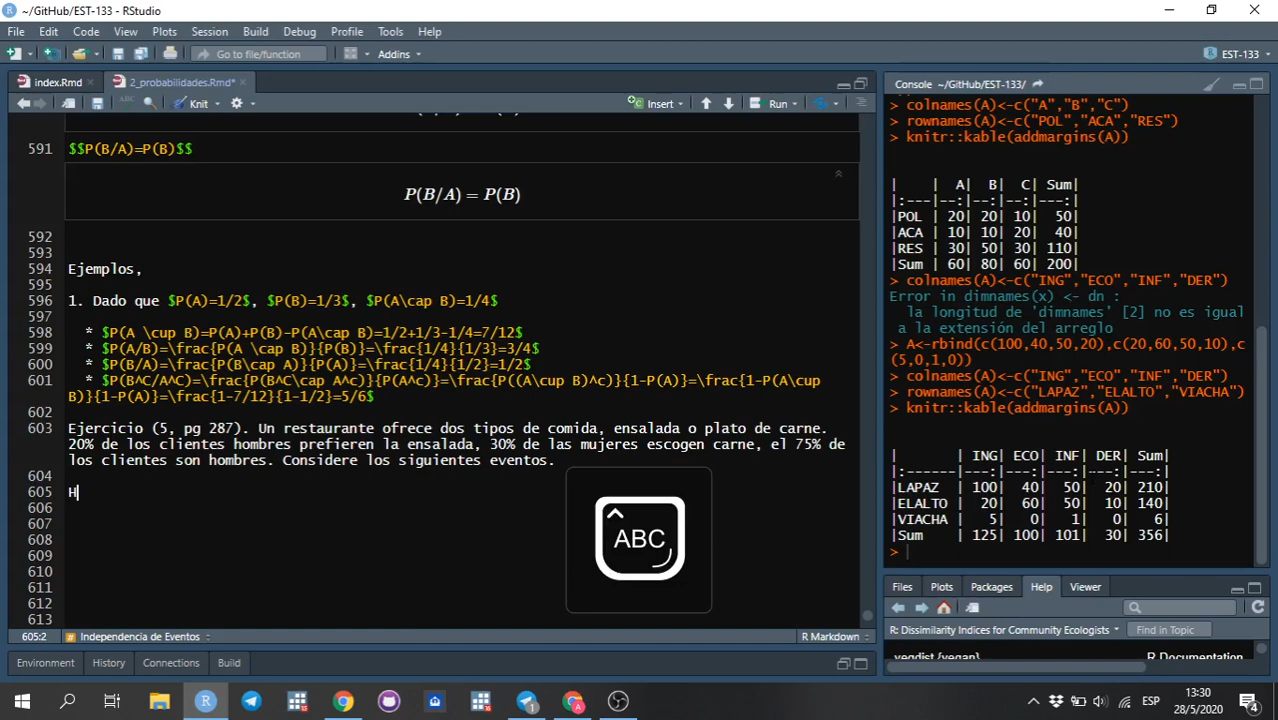 ~/GitHub/EST-133 - RStudio
File Edit Code View Plots Session Build Debug Profile Tools Help
Go to file/function Addins EST-133
index.Rmd 2_probabilidades.Rmd*
ABC Knit Insert Run
591 $$P(B/A)=P(B)$$
P(B/A) = P(B)
592
593
594 Ejemplos,
595
596 1. Dado que $P(A)=1/2$, $P(B)=1/3$, $P(A\cap B)=1/4$
597
598 * $P(A \cup B)=P(A)+P(B)-P(A\cap B)=1/2+1/3-1/4=7/12$
599 * $P(A/B)=\frac{P(A \cap B)}{P(B)}=\frac{1/4}{1/3}=3/4$
600 * $P(B/A)=\frac{P(B\cap A)}{P(A)}=\frac{1/4}{1/2}=1/2$
601 * $P(B^C/A^C)=\frac{P(B^C\cap A^c)}{P(A^c)}=\frac{P((A\cup B)^c)}{1-P(A)}=\frac{1-P(A\cup
B)}{1-P(A)}=\frac{1-7/12}{1-1/2}=5/6$
602
603 Ejercicio (5, pg 287). Un restaurante ofrece dos tipos de comida, ensalada o plato de carne.
20% de los clientes hombres prefieren la ensalada, 30% de las mujeres escogen carne, el 75% de
los clientes son hombres. Considere los siguientes eventos.
604
605 H
606
607
608
609
610
611
612
613
ABC
605:2 Independencia de Eventos R Markdown
Environment History Connections Build
Console ~/GitHub/EST-133/
> colnames(A)<-c("A","B","C")
> rownames(A)<-c("POL","ACA","RES")
> knitr::kable(addmargins(A))
|    |  A|  B|  C| Sum|
|:---|--:|--:|--:|---:|
|POL | 20| 20| 10|  50|
|ACA | 10| 10| 20|  40|
|RES | 30| 50| 30| 110|
|Sum | 60| 80| 60| 200|
> colnames(A)<-c("ING","ECO","INF","DER")
Error in dimnames(x) <- dn :
la longitud de 'dimnames' [2] no es igual
a la extensión del arreglo
> A<-rbind(c(100,40,50,20),c(20,60,50,10),c
(5,0,1,0))
> colnames(A)<-c("ING","ECO","INF","DER")
> rownames(A)<-c("LAPAZ","ELALTO","VIACHA")
> knitr::kable(addmargins(A))
|       | ING| ECO| INF| DER| Sum|
|:------|---:|---:|---:|---:|---:|
|LAPAZ  | 100|  40|  50|  20| 210|
|ELALTO |  20|  60|  50|  10| 140|
|VIACHA |   5|   0|   1|   0|   6|
|Sum    | 125| 100| 101|  30| 356|
>
Files Plots Packages Help Viewer
R: Dissimilarity Indices for Community Ecologists Find in Topic
vegdist {vegan} R Documentation
ESP 13:30
28/5/2020 4